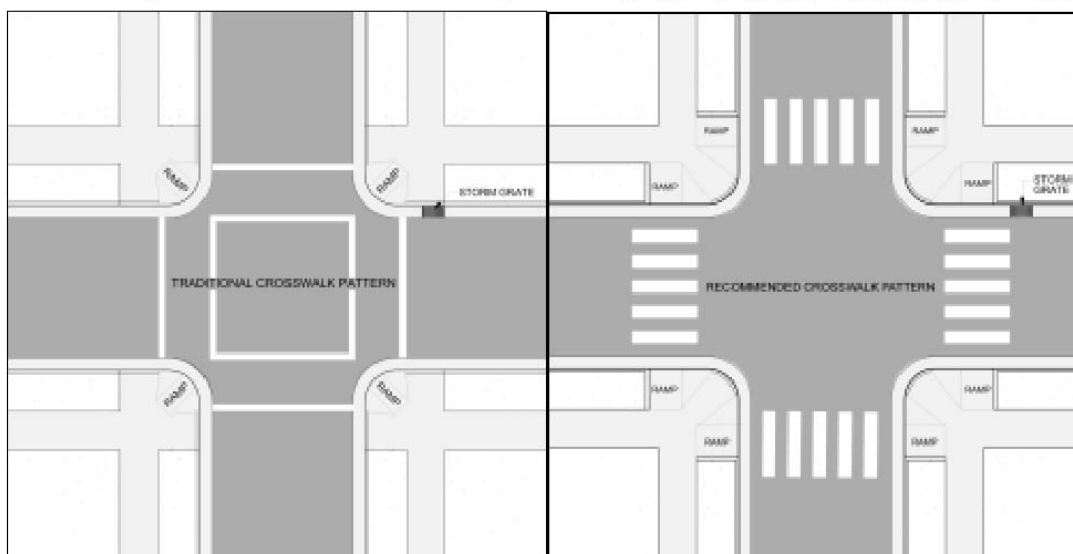 RAMP
RAMP
STORM GRATE
TRADITIONAL CROSSWALK PATTERN
RAMP
RAMP
RAMP
RAMP
RAMP
RAMP
STORM
GRATE
RECOMMENDED CROSSWALK PATTERN
RAMP
RAMP
RAMP
RAMP